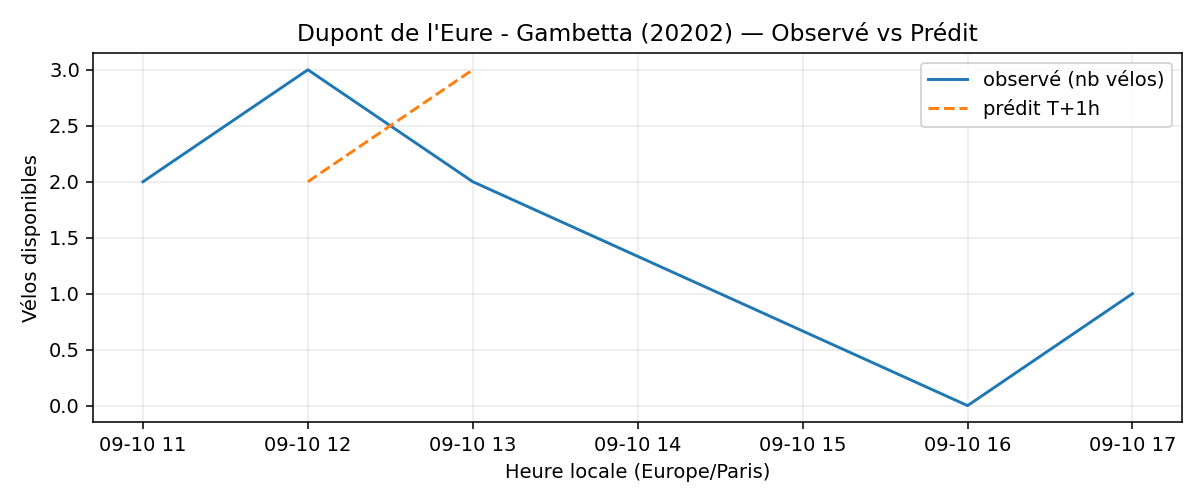 Dupont de l'Eure - Gambetta (20202) — Observé vs Prédit
observé (nb vélos)
prédit T+1h
Vélos disponibles
3.0
2.5
2.0
1.5
1.0
0.5
0.0
09-10 11
09-10 12
09-10 13
09-10 14
09-10 15
09-10 16
09-10 17
Heure locale (Europe/Paris)